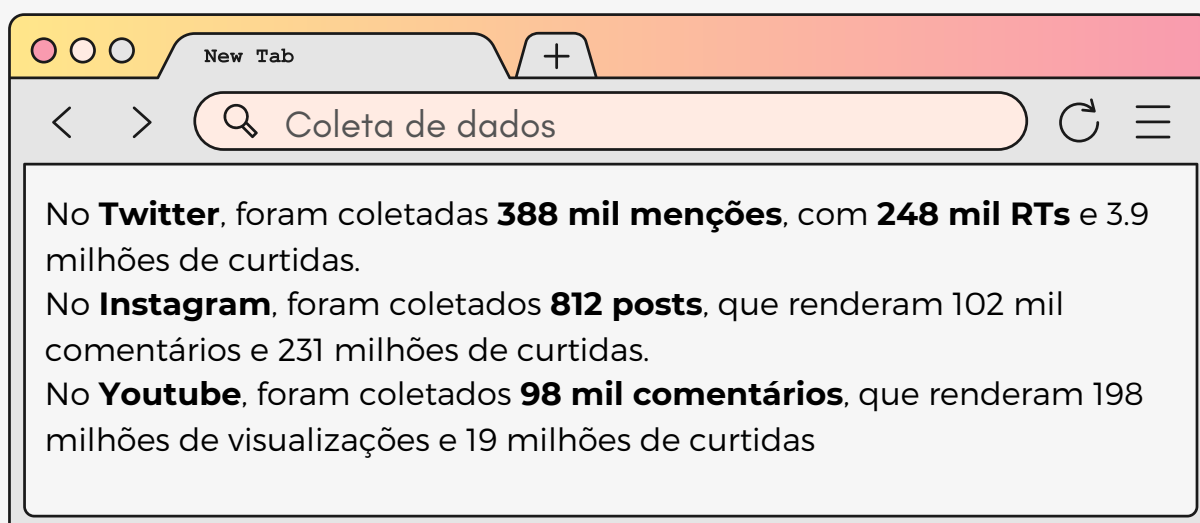 New Tab
Coleta de dados
No Twitter, foram coletadas 388 mil menções, com 248 mil RTs e 3.9
milhões de curtidas.
No Instagram, foram coletados 812 posts, que renderam 102 mil
comentários e 231 milhões de curtidas.
No Youtube, foram coletados 98 mil comentários, que renderam 198
milhões de visualizações e 19 milhões de curtidas